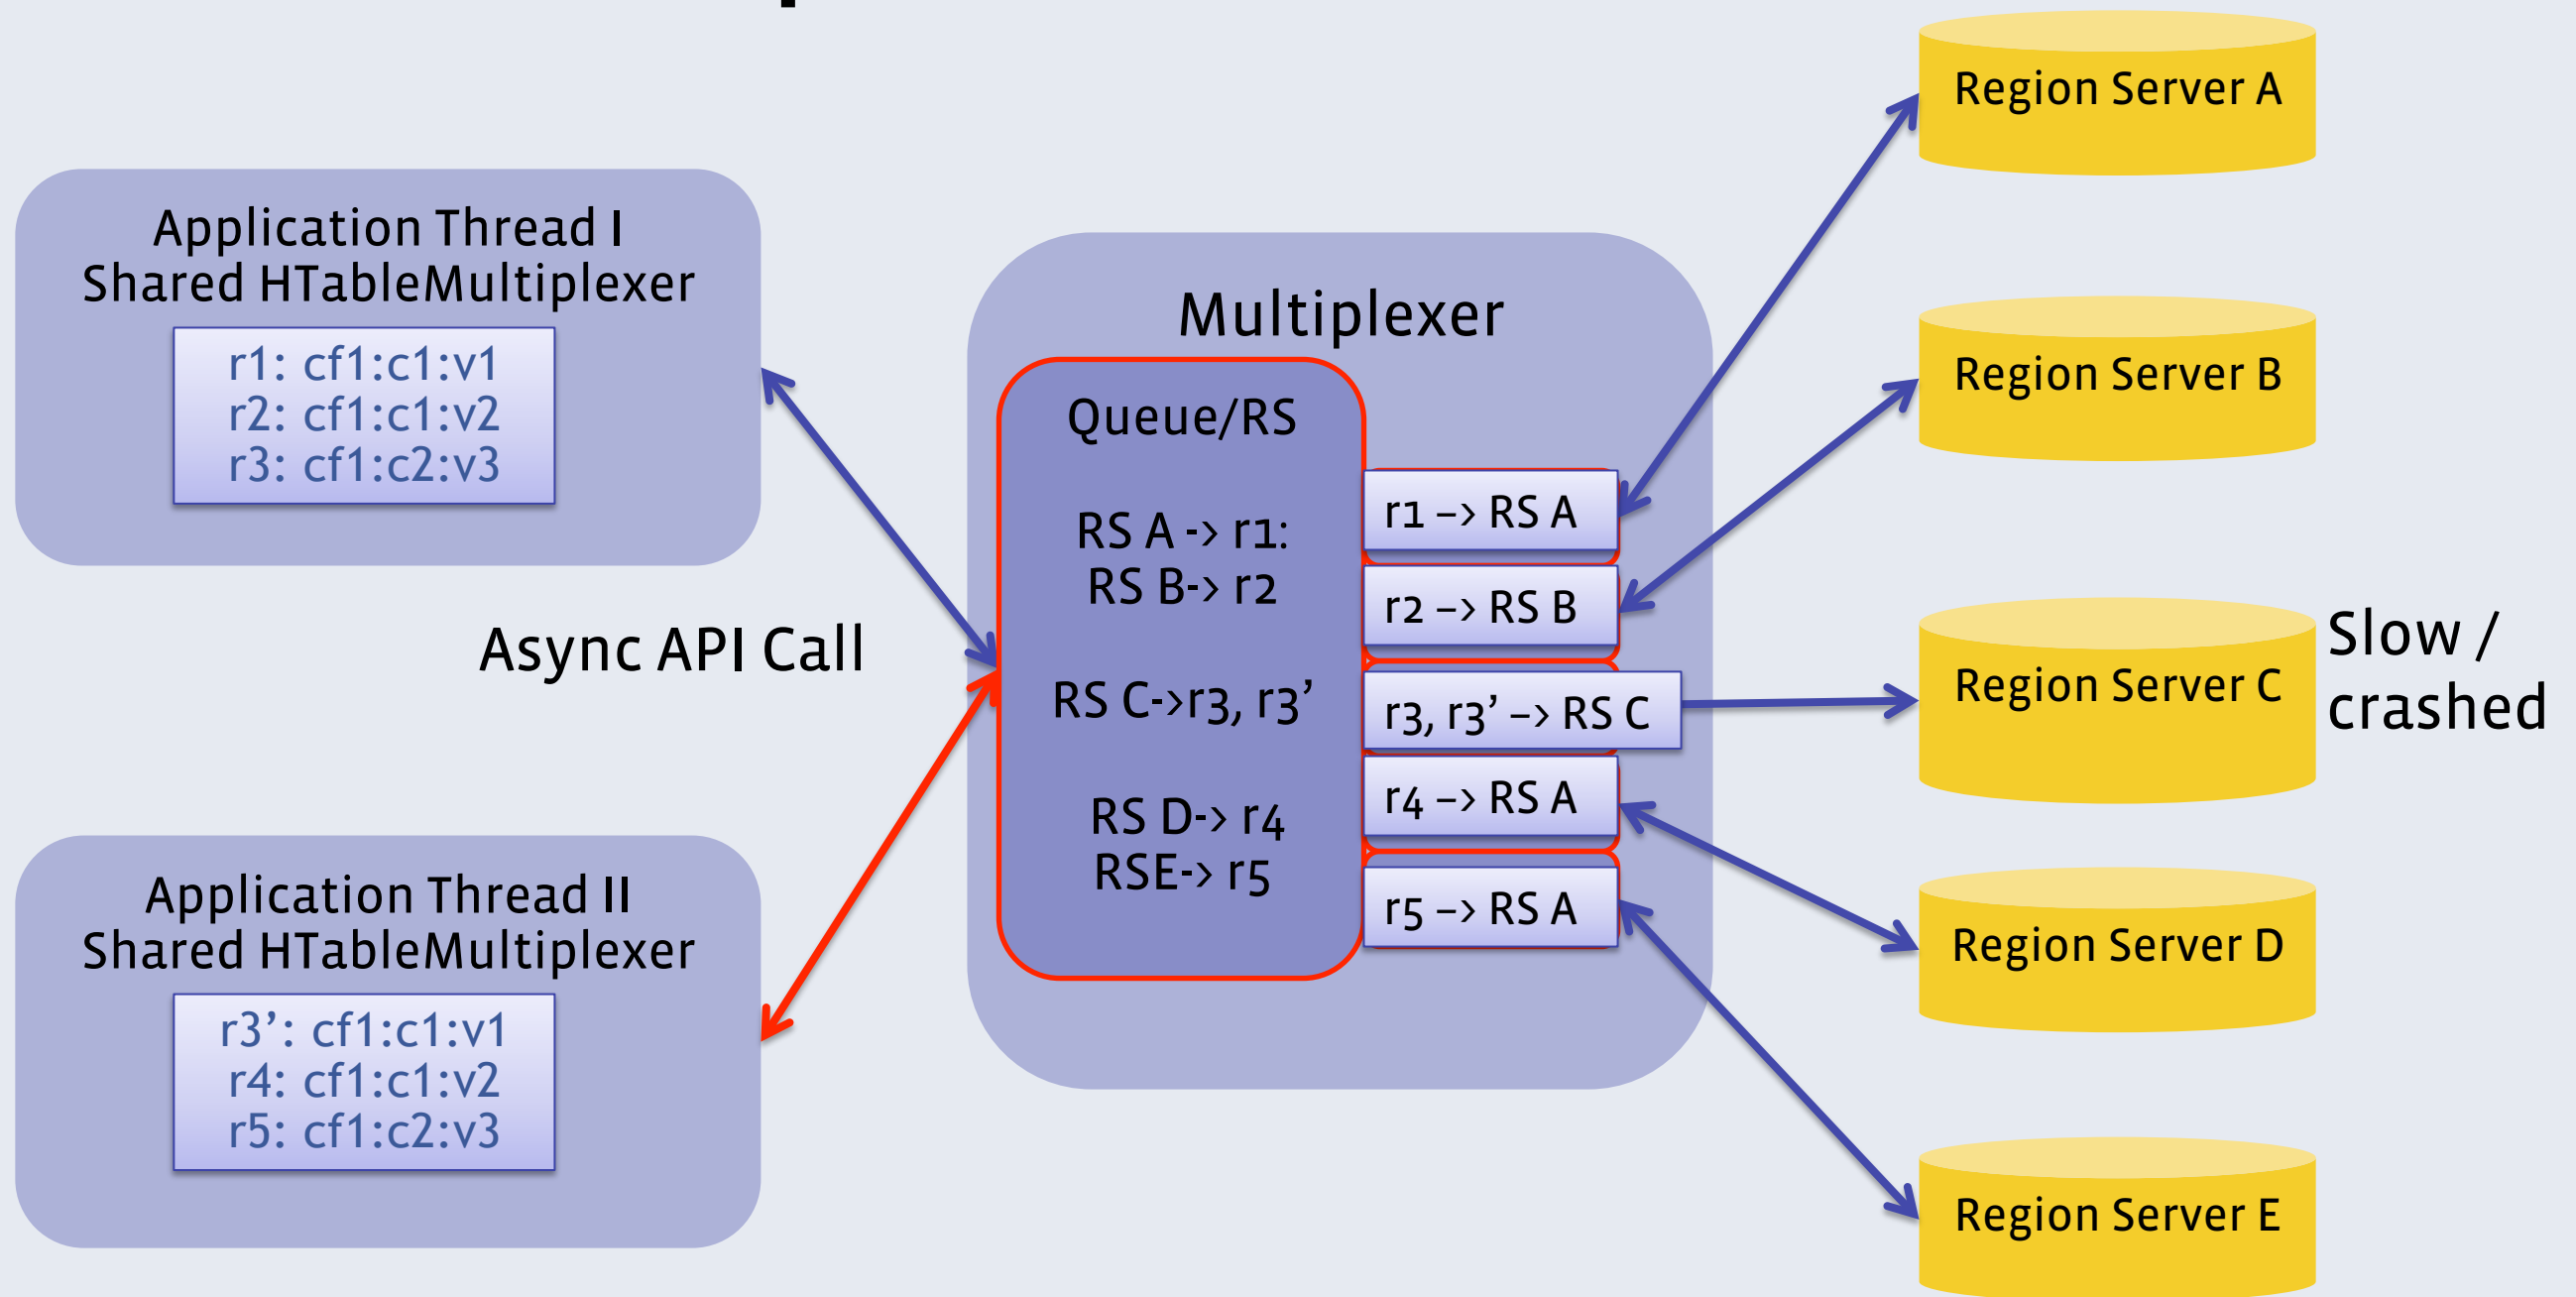 Application Thread I
Shared HTableMultiplexer
r1: cf1:c1:v1
r2: cf1:c1:v2
r3: cf1:c2:v3
Async API Call
Application Thread II
Shared HTableMultiplexer
r3’: cf1:c1:v1
r4: cf1:c1:v2
r5: cf1:c2:v3
Multiplexer
Queue/RS
RS A -> r1:
RS B-> r2
RS C->r3, r3’
RS D-> r4
RSE-> r5
r1 –> RS A
r2 –> RS B
r3, r3’ –> RS C
r4 –> RS A
r5 –> RS A
Region Server A
Region Server B
Region Server C
Slow /
crashed
Region Server D
Region Server E